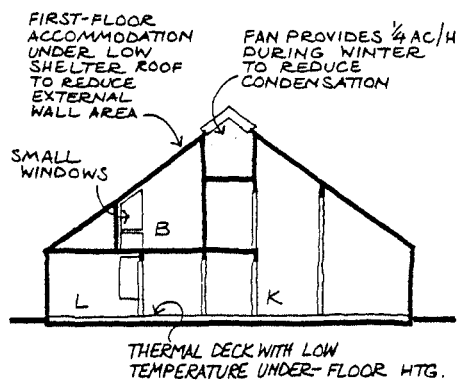 FIRST-FLOOR
ACCOMMODATION
UNDER LOW
SHELTER ROOF
TO REDUCE
EXTERNAL
WALL AREA
FAN PROVIDES 1/4 AC/H
DURING WINTER
TO REDUCE
CONDENSATION
SMALL
WINDOWS
B
L
K
THERMAL DECK WITH LOW
TEMPERATURE UNDER-FLOOR HTG.